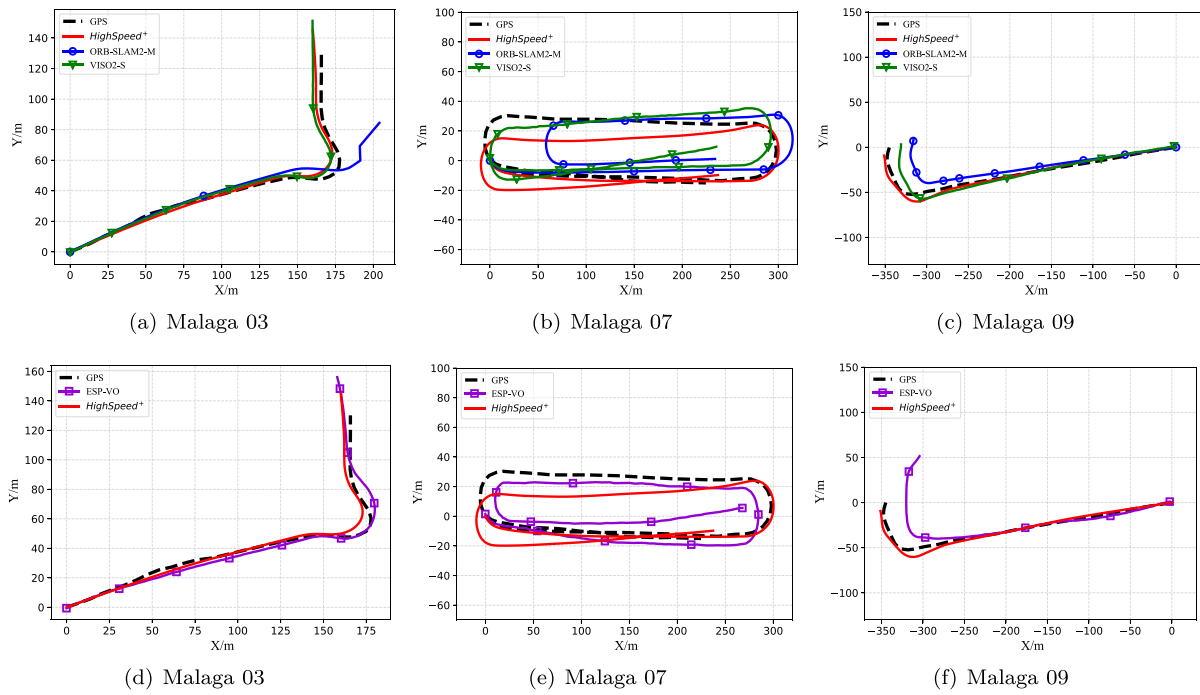 GPS
HighSpeed+
ORB-SLAM2-M
VISO2-S
Y/m
140
120
100
80
60
40
20
0
0 25 50 75 100 125 150 175 200
X/m
(a) Malaga 03
GPS
HighSpeed+
ORB-SLAM2-M
VISO2-S
Y/m
100
80
60
40
20
0
−20
−40
−60
0 50 100 150 200 250 300
X/m
(b) Malaga 07
GPS
HighSpeed+
ORB-SLAM2-M
VISO2-S
Y/m
150
100
50
0
−50
−100
−350 −300 −250 −200 −150 −100 −50 0
X/m
(c) Malaga 09
GPS
ESP-VO
HighSpeed+
Y/m
160
140
120
100
80
60
40
20
0
0 25 50 75 100 125 150 175
X/m
(d) Malaga 03
GPS
ESP-VO
HighSpeed+
Y/m
100
80
60
40
20
0
−20
−40
−60
0 50 100 150 200 250 300
X/m
(e) Malaga 07
GPS
ESP-VO
HighSpeed+
Y/m
150
100
50
0
−50
−100
−350 −300 −250 −200 −150 −100 −50 0
X/m
(f) Malaga 09